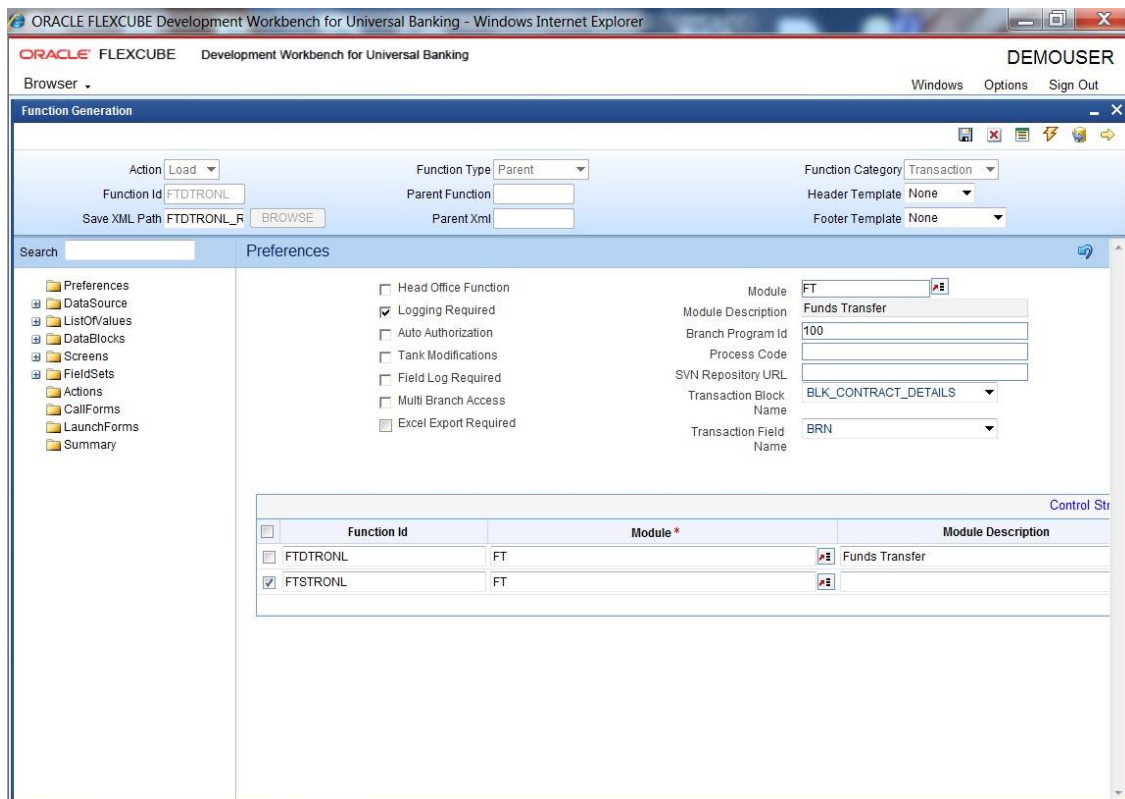 ORACLE FLEXCUBE Development Workbench for Universal Banking - Windows Internet Explorer
ORACLE FLEXCUBE Development Workbench for Universal Banking
DEMOUSER
Browser
Windows Options Sign Out
Function Generation
Action Load Function Type Parent Function Category Transaction
Function Id FTDTRONL Parent Function Header Template None
Save XML Path FTDTRONL_R BROWSE Parent Xml Footer Template None
Search
Preferences
Preferences
DataSource
ListOfValues
DataBlocks
Screens
FieldSets
Actions
CallForms
LaunchForms
Summary
Head Office Function
Logging Required
Auto Authorization
Tank Modifications
Field Log Required
Multi Branch Access
Excel Export Required
Module FT
Module Description Funds Transfer
Branch Program Id 100
Process Code
SVN Repository URL
Transaction Block Name BLK_CONTRACT_DETAILS
Transaction Field Name BRN
Control Str
Function Id Module * Module Description
FTDTRONL FT Funds Transfer
FTSTRONL FT